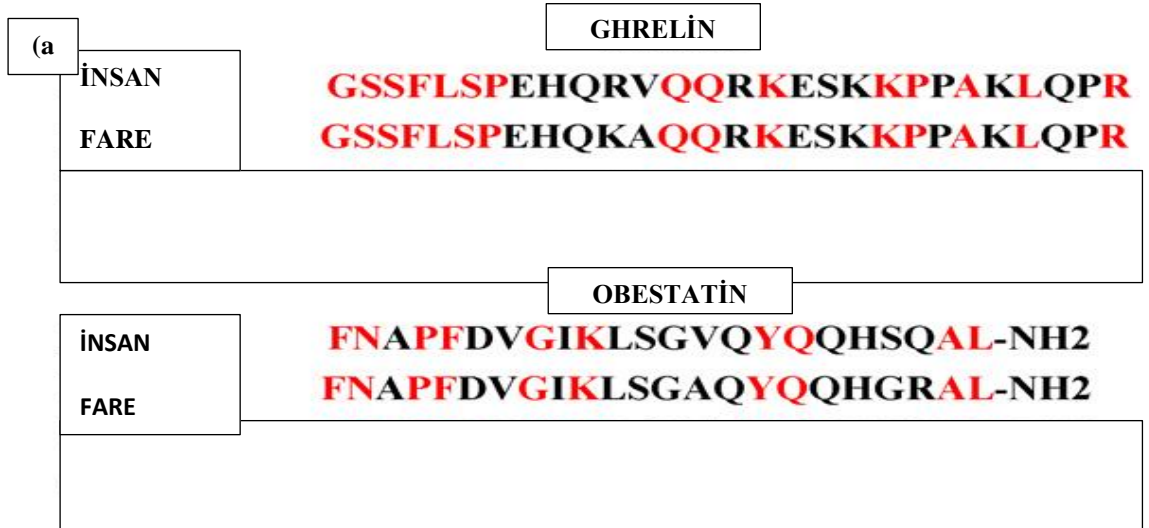 (a
GHRELİN
İNSAN GSSFLSPEHQRVQQRKESKKPPAKLQPR
FARE GSSFLSPEHQKAQQRKESKKPPAKLQPR
OBESTATİN
İNSAN FNAPFDVGIKLSGVQYQQHSQAL-NH2
FARE FNAPFDVGIKLSGAQYQQHGRAL-NH2